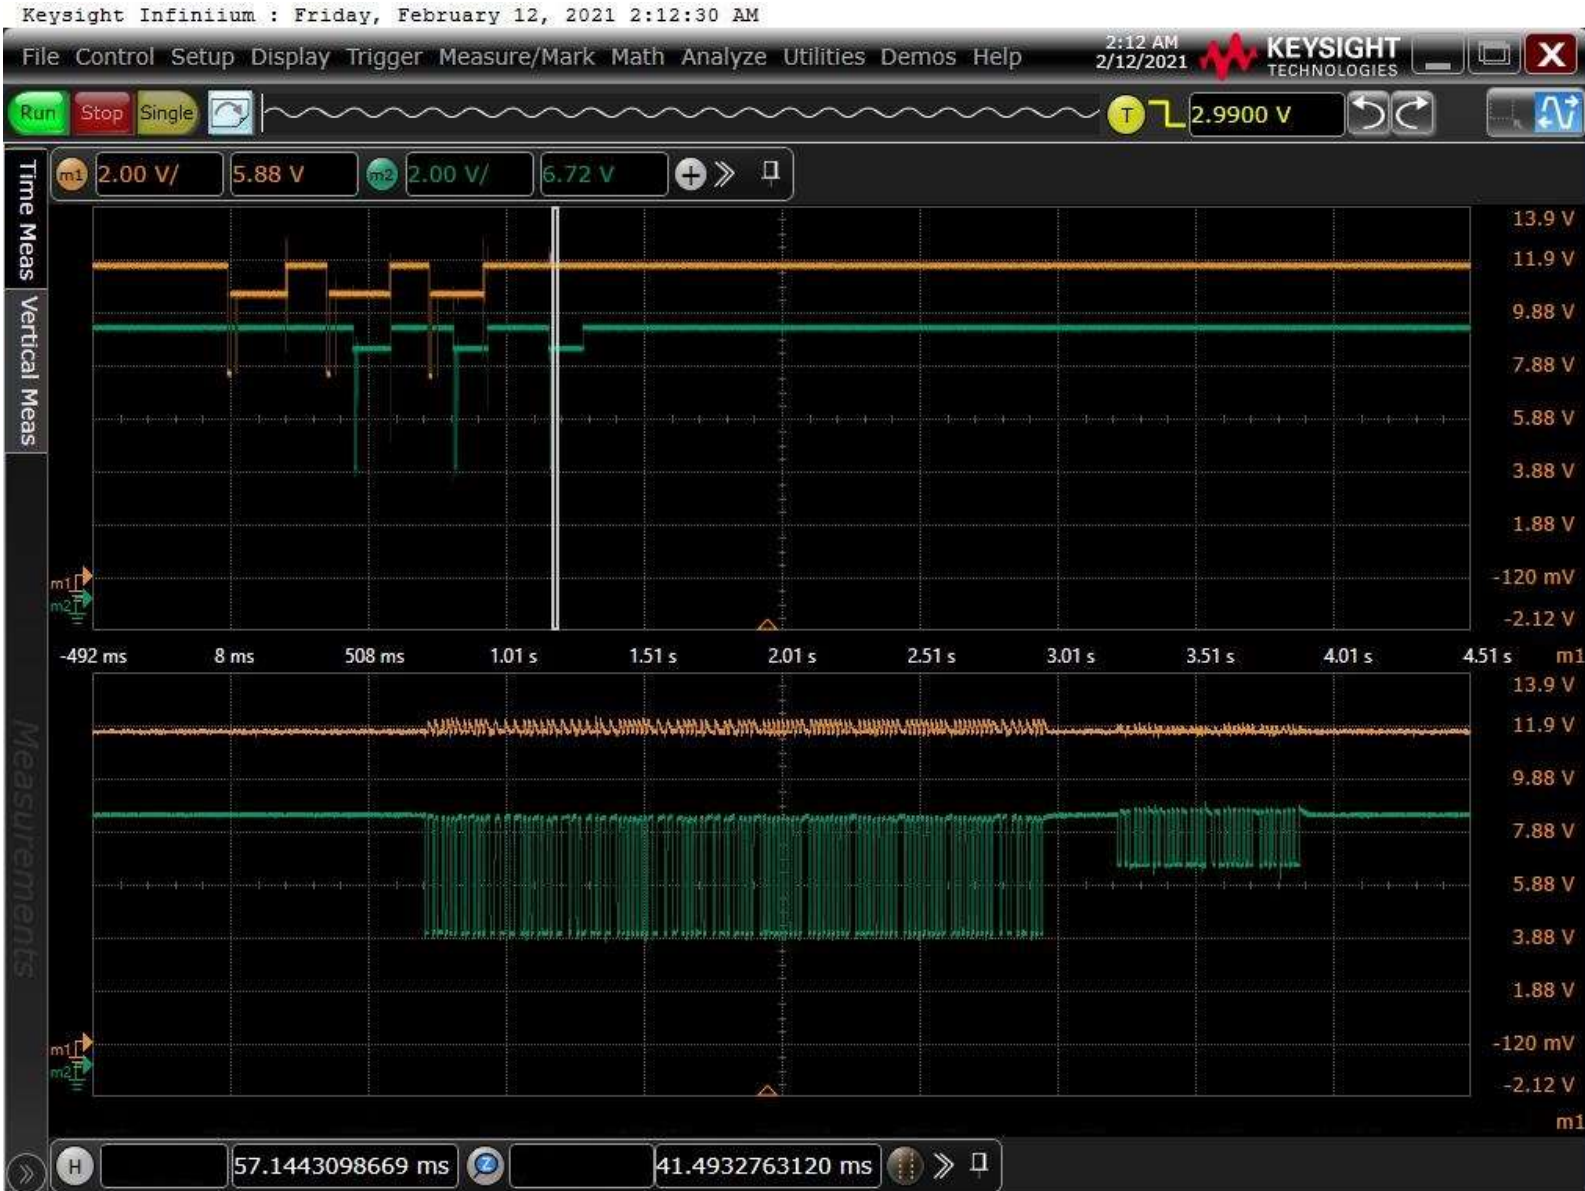 Keysight Infiniium : Friday, February 12, 2021 2:12:30 AM
File Control Setup Display Trigger Measure/Mark Math Analyze Utilities Demos Help
2:12 AM
2/12/2021
KEYSIGHT
TECHNOLOGIES
X
Run Stop Single
T
2.9900 V
Time Meas
Vertical Meas
Measurements
m1 2.00 V/ 5.88 V m2 2.00 V/ 6.72 V
13.9 V
11.9 V
9.88 V
7.88 V
5.88 V
3.88 V
1.88 V
-120 mV
-2.12 V
m1
m2
-492 ms 8 ms 508 ms 1.01 s 1.51 s 2.01 s 2.51 s 3.01 s 3.51 s 4.01 s 4.51 s m1
13.9 V
11.9 V
9.88 V
7.88 V
5.88 V
3.88 V
1.88 V
-120 mV
-2.12 V
m1
m2
m1
H 57.1443098669 ms Z 41.4932763120 ms